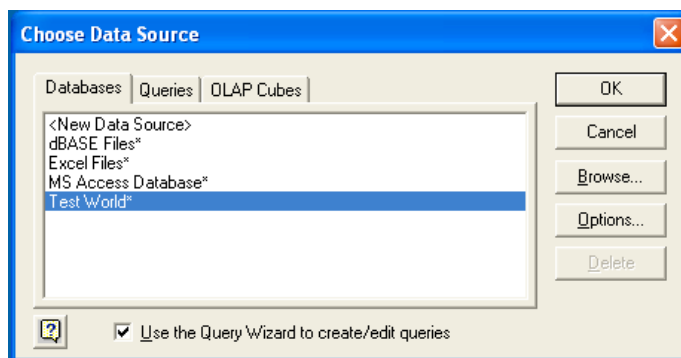 Choose Data Source
Databases Queries OLAP Cubes
<New Data Source>
dBASE Files*
Excel Files*
MS Access Database*
Test World*
OK
Cancel
Browse...
Options...
Delete
Use the Query Wizard to create/edit queries